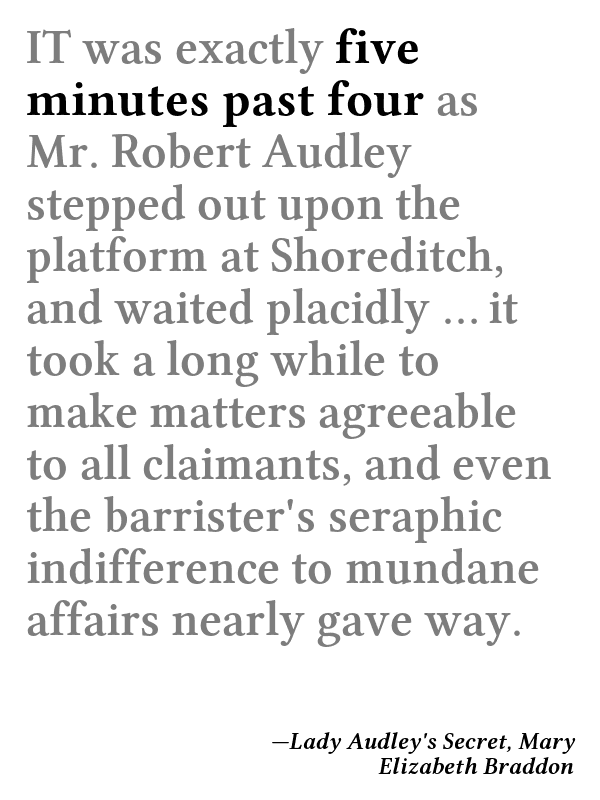 IT was exactly five
minutes past four as
Mr. Robert Audley
stepped out upon the
platform at Shoreditch,
and waited placidly … it
took a long while to
make matters agreeable
to all claimants, and even
the barrister's seraphic
indifference to mundane
affairs nearly gave way.
—Lady Audley's Secret, Mary
Elizabeth Braddon